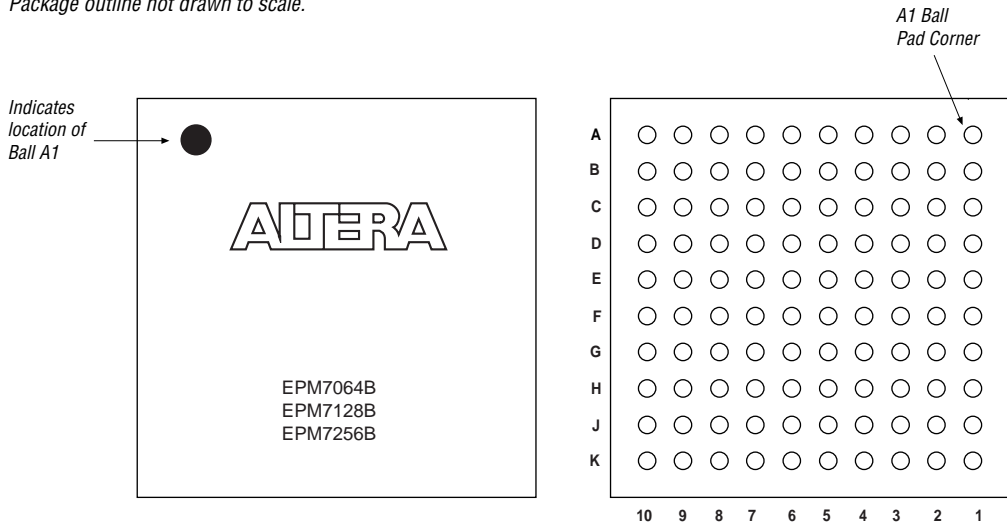 Package outline not drawn to scale.
A1 Ball
Pad Corner
Indicates
location of
Ball A1
ALTERA
EPM7064B
EPM7128B
EPM7256B
A
B
C
D
E
F
G
H
J
K
10 9 8 7 6 5 4 3 2 1